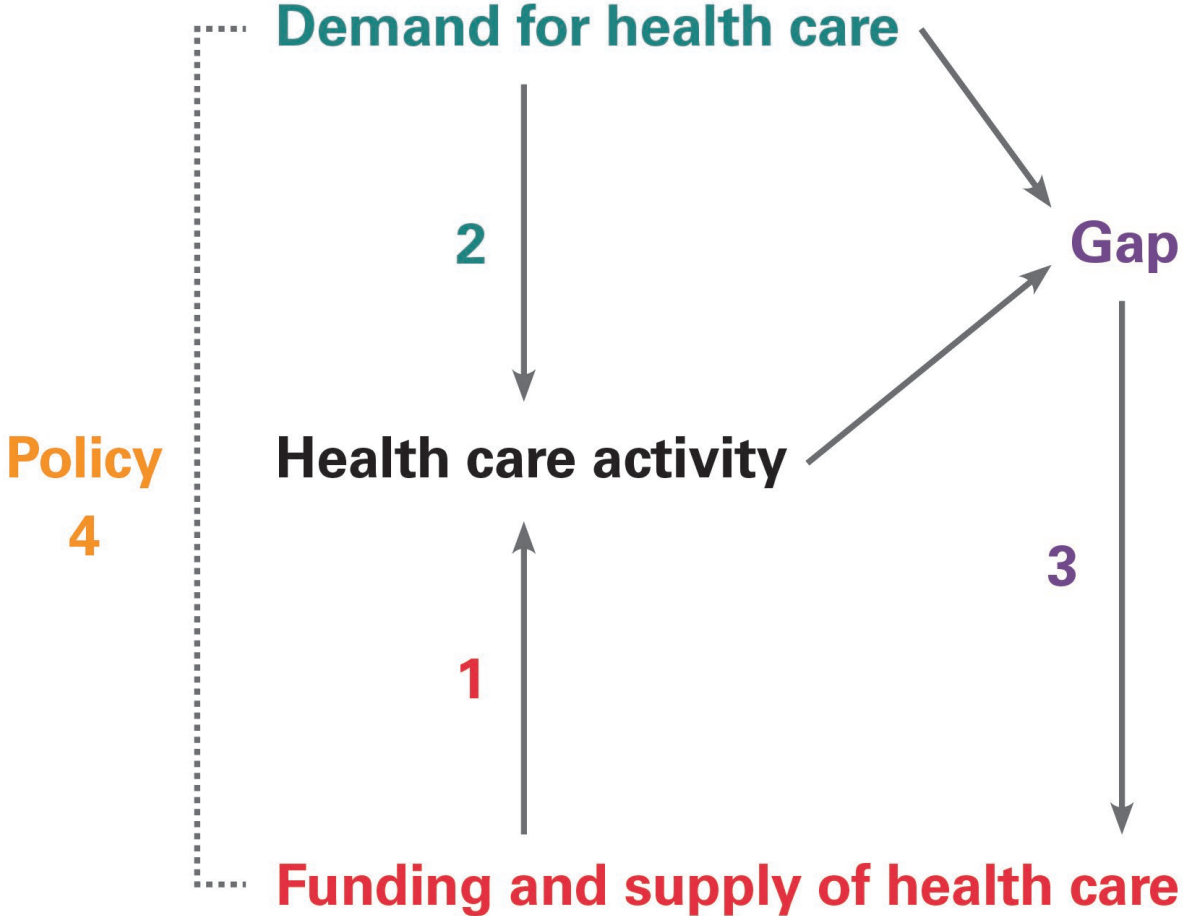 Demand for health care
2
Gap
Policy
4
Health care activity
3
1
Funding and supply of health care